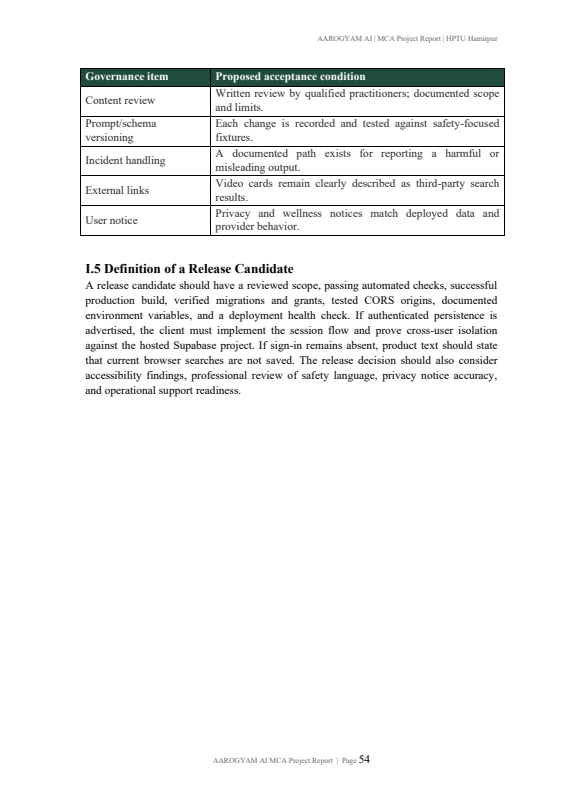 AAROGYAM AI | MCA Project Report | HPTU Hamirpur
Governance item Proposed acceptance condition
Content review Written review by qualified practitioners; documented scope
and limits.
Prompt/schema Each change is recorded and tested against safety-focused
versioning fixtures.
Incident handling A documented path exists for reporting a harmful or
misleading output.
External links Video cards remain clearly described as third-party search
results.
User notice Privacy and wellness notices match deployed data and
provider behavior.
I.5 Definition of a Release Candidate
A release candidate should have a reviewed scope, passing automated checks, successful
production build, verified migrations and grants, tested CORS origins, documented
environment variables, and a deployment health check. If authenticated persistence is
advertised, the client must implement the session flow and prove cross-user isolation
against the hosted Supabase project. If sign-in remains absent, product text should state
that current browser searches are not saved. The release decision should also consider
accessibility findings, professional review of safety language, privacy notice accuracy,
and operational support readiness.
AAROGYAM AI MCA Project Report | Page 54